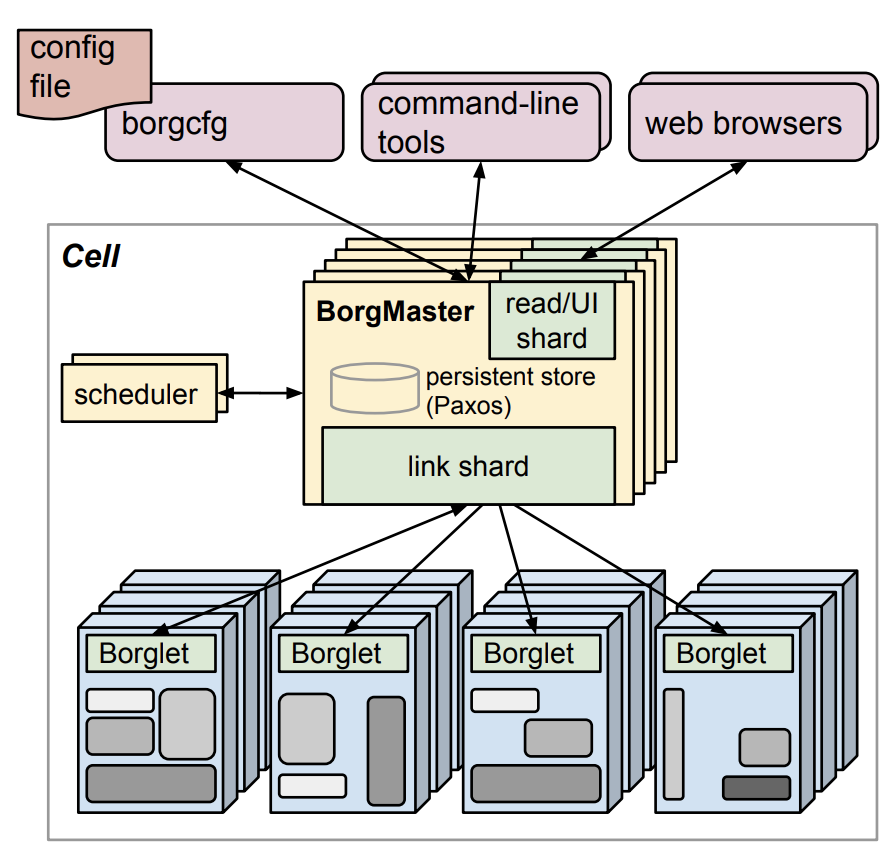 config
file
borgcfg
command-line
tools
web browsers
Cell
BorgMaster
read/UI
shard
persistent store
(Paxos)
scheduler
link shard
Borglet
Borglet
Borglet
Borglet